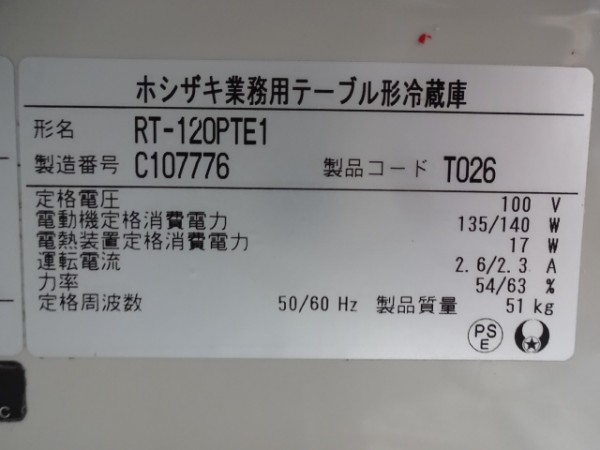 ホシザキ業務用テーブル形冷蔵庫
形名 RT-120PTE1
製造番号 C107776 製品コード T026
定格電圧 100 V
電動機定格消費電力 135/140 W
電熱装置定格消費電力 17 W
運転電流 2.6/2.3 A
力率 54/63 %
定格周波数 50/60 Hz 製品質量 51 kg
PS
E
C